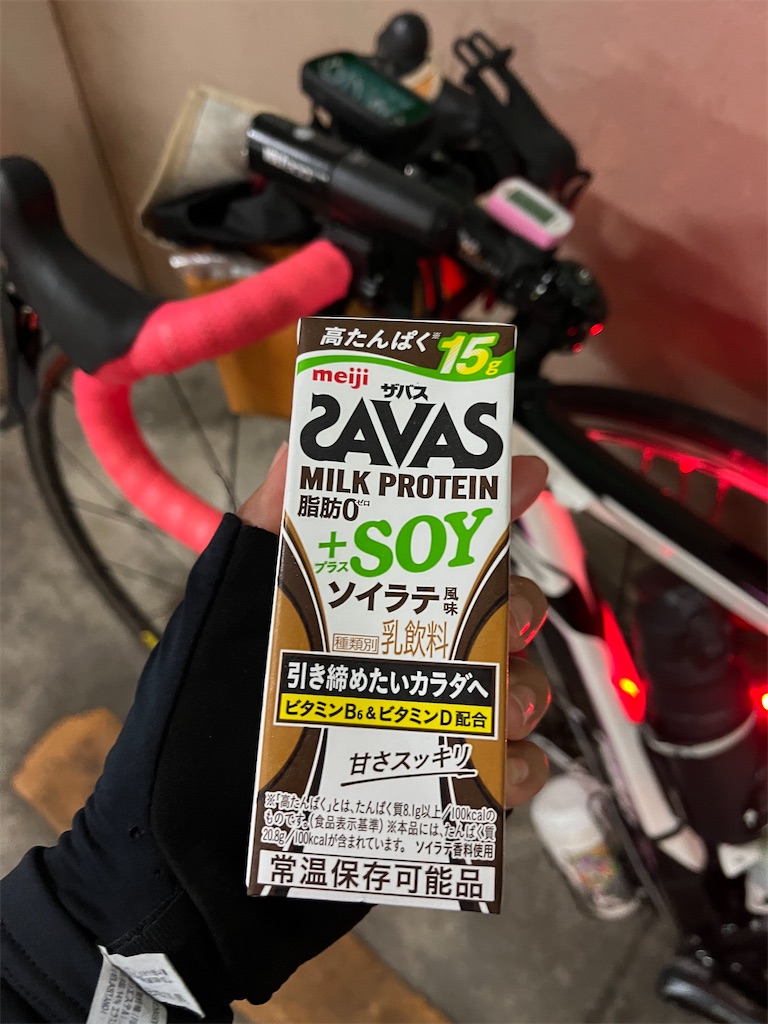 高たんぱく※15g
meiji
ザバス
SAVAS
MILK PROTEIN
脂肪0ゼロ
+SOY
プラス
ソイラテ風味
種類別 乳飲料
引き締めたいカラダへ
ビタミンB6&ビタミンD配合
甘さスッキリ
※「高たんぱく」とは、たんぱく質8.1g以上/100kcalの
ものです。(食品表示基準)※本品には、たんぱく質
20.8g/100kcalが含まれています。 ソイラテ香料使用
常温保存可能品